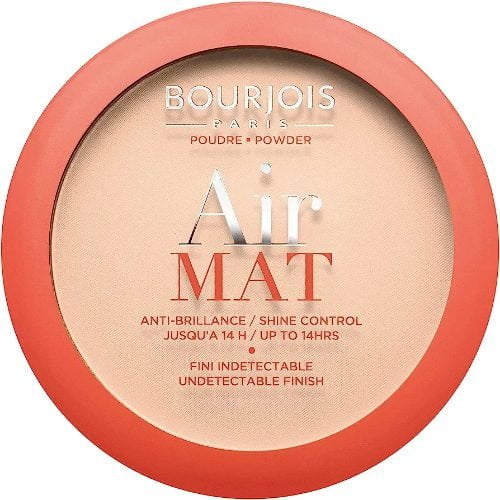 BOURJOIS
PARIS
POUDRE • POWDER
Air
MAT
ANTI-BRILLANCE / SHINE CONTROL
JUSQU'A 14 H / UP TO 14HRS
•
FINI INDETECTABLE
UNDETECTABLE FINISH